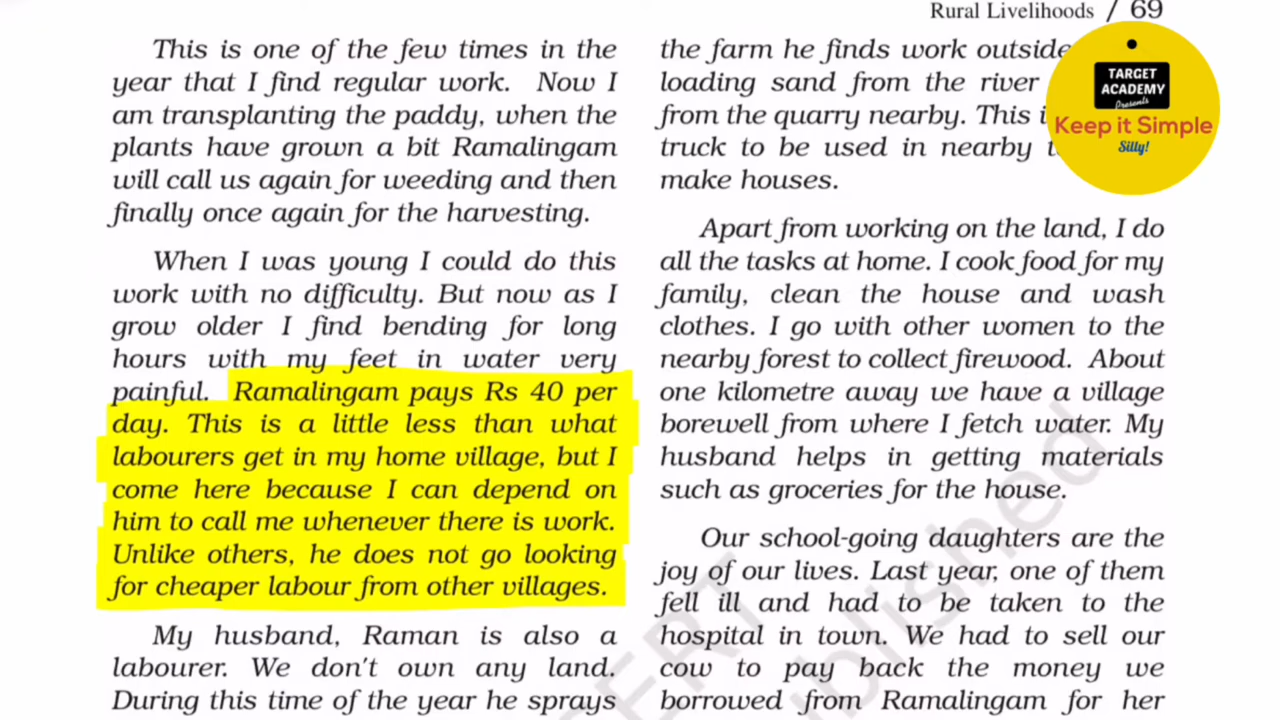 Rural Livelihoods / 69
This is one of the few times in the
year that I find regular work. Now I
am transplanting the paddy, when the
plants have grown a bit Ramalingam
will call us again for weeding and then
finally once again for the harvesting.
When I was young I could do this
work with no difficulty. But now as I
grow older I find bending for long
hours with my feet in water very
painful. Ramalingam pays Rs 40 per
day. This is a little less than what
labourers get in my home village, but I
come here because I can depend on
him to call me whenever there is work.
Unlike others, he does not go looking
for cheaper labour from other villages.
My husband, Raman is also a
labourer. We don't own any land.
During this time of the year he sprays
the farm he finds work outside
loading sand from the river
from the quarry nearby. This
truck to be used in nearby
make houses.
Apart from working on the land, I do
all the tasks at home. I cook food for my
family, clean the house and wash
clothes. I go with other women to the
nearby forest to collect firewood. About
one kilometre away we have a village
borewell from where I fetch water. My
husband helps in getting materials
such as groceries for the house.
Our school-going daughters are the
joy of our lives. Last year, one of them
fell ill and had to be taken to the
hospital in town. We had to sell our
cow to pay back the money we
borrowed from Ramalingam for her
TARGET
ACADEMY
Presents
Keep it Simple
Silly!